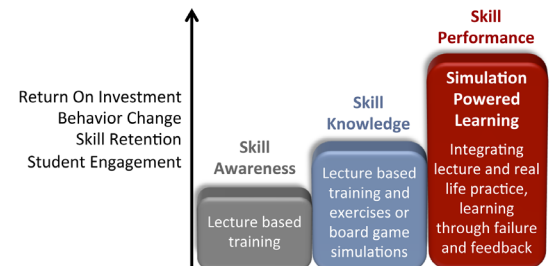 Return On Investment
Behavior Change
Skill Retention
Student Engagement
Skill
Awareness
Lecture based
training
Skill
Knowledge
Lecture based
training and
exercises or
board game
simulations
Skill
Performance
Simulation
Powered
Learning
Integrating
lecture and real
life practice,
learning
through failure
and feedback